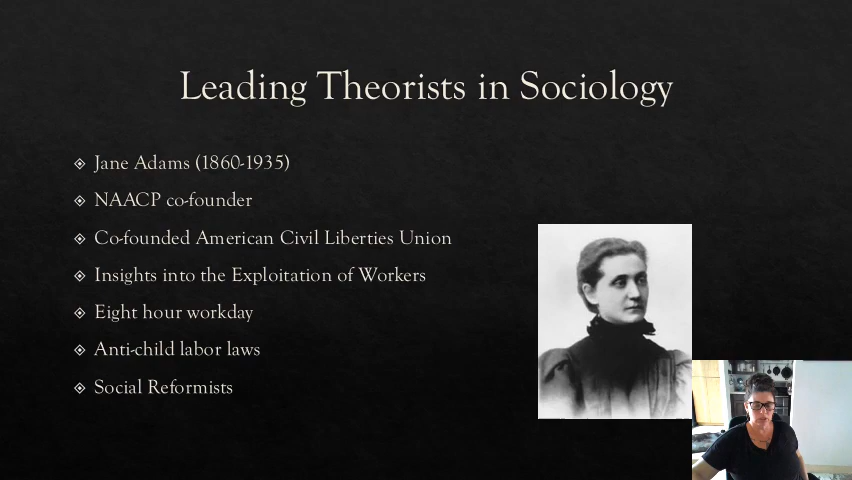 Leading Theorists in Sociology
Jane Adams (1860-1935)
NAACP co-founder
Co-founded American Civil Liberties Union
Insights into the Exploitation of Workers
Eight hour workday
Anti-child labor laws
Social Reformists